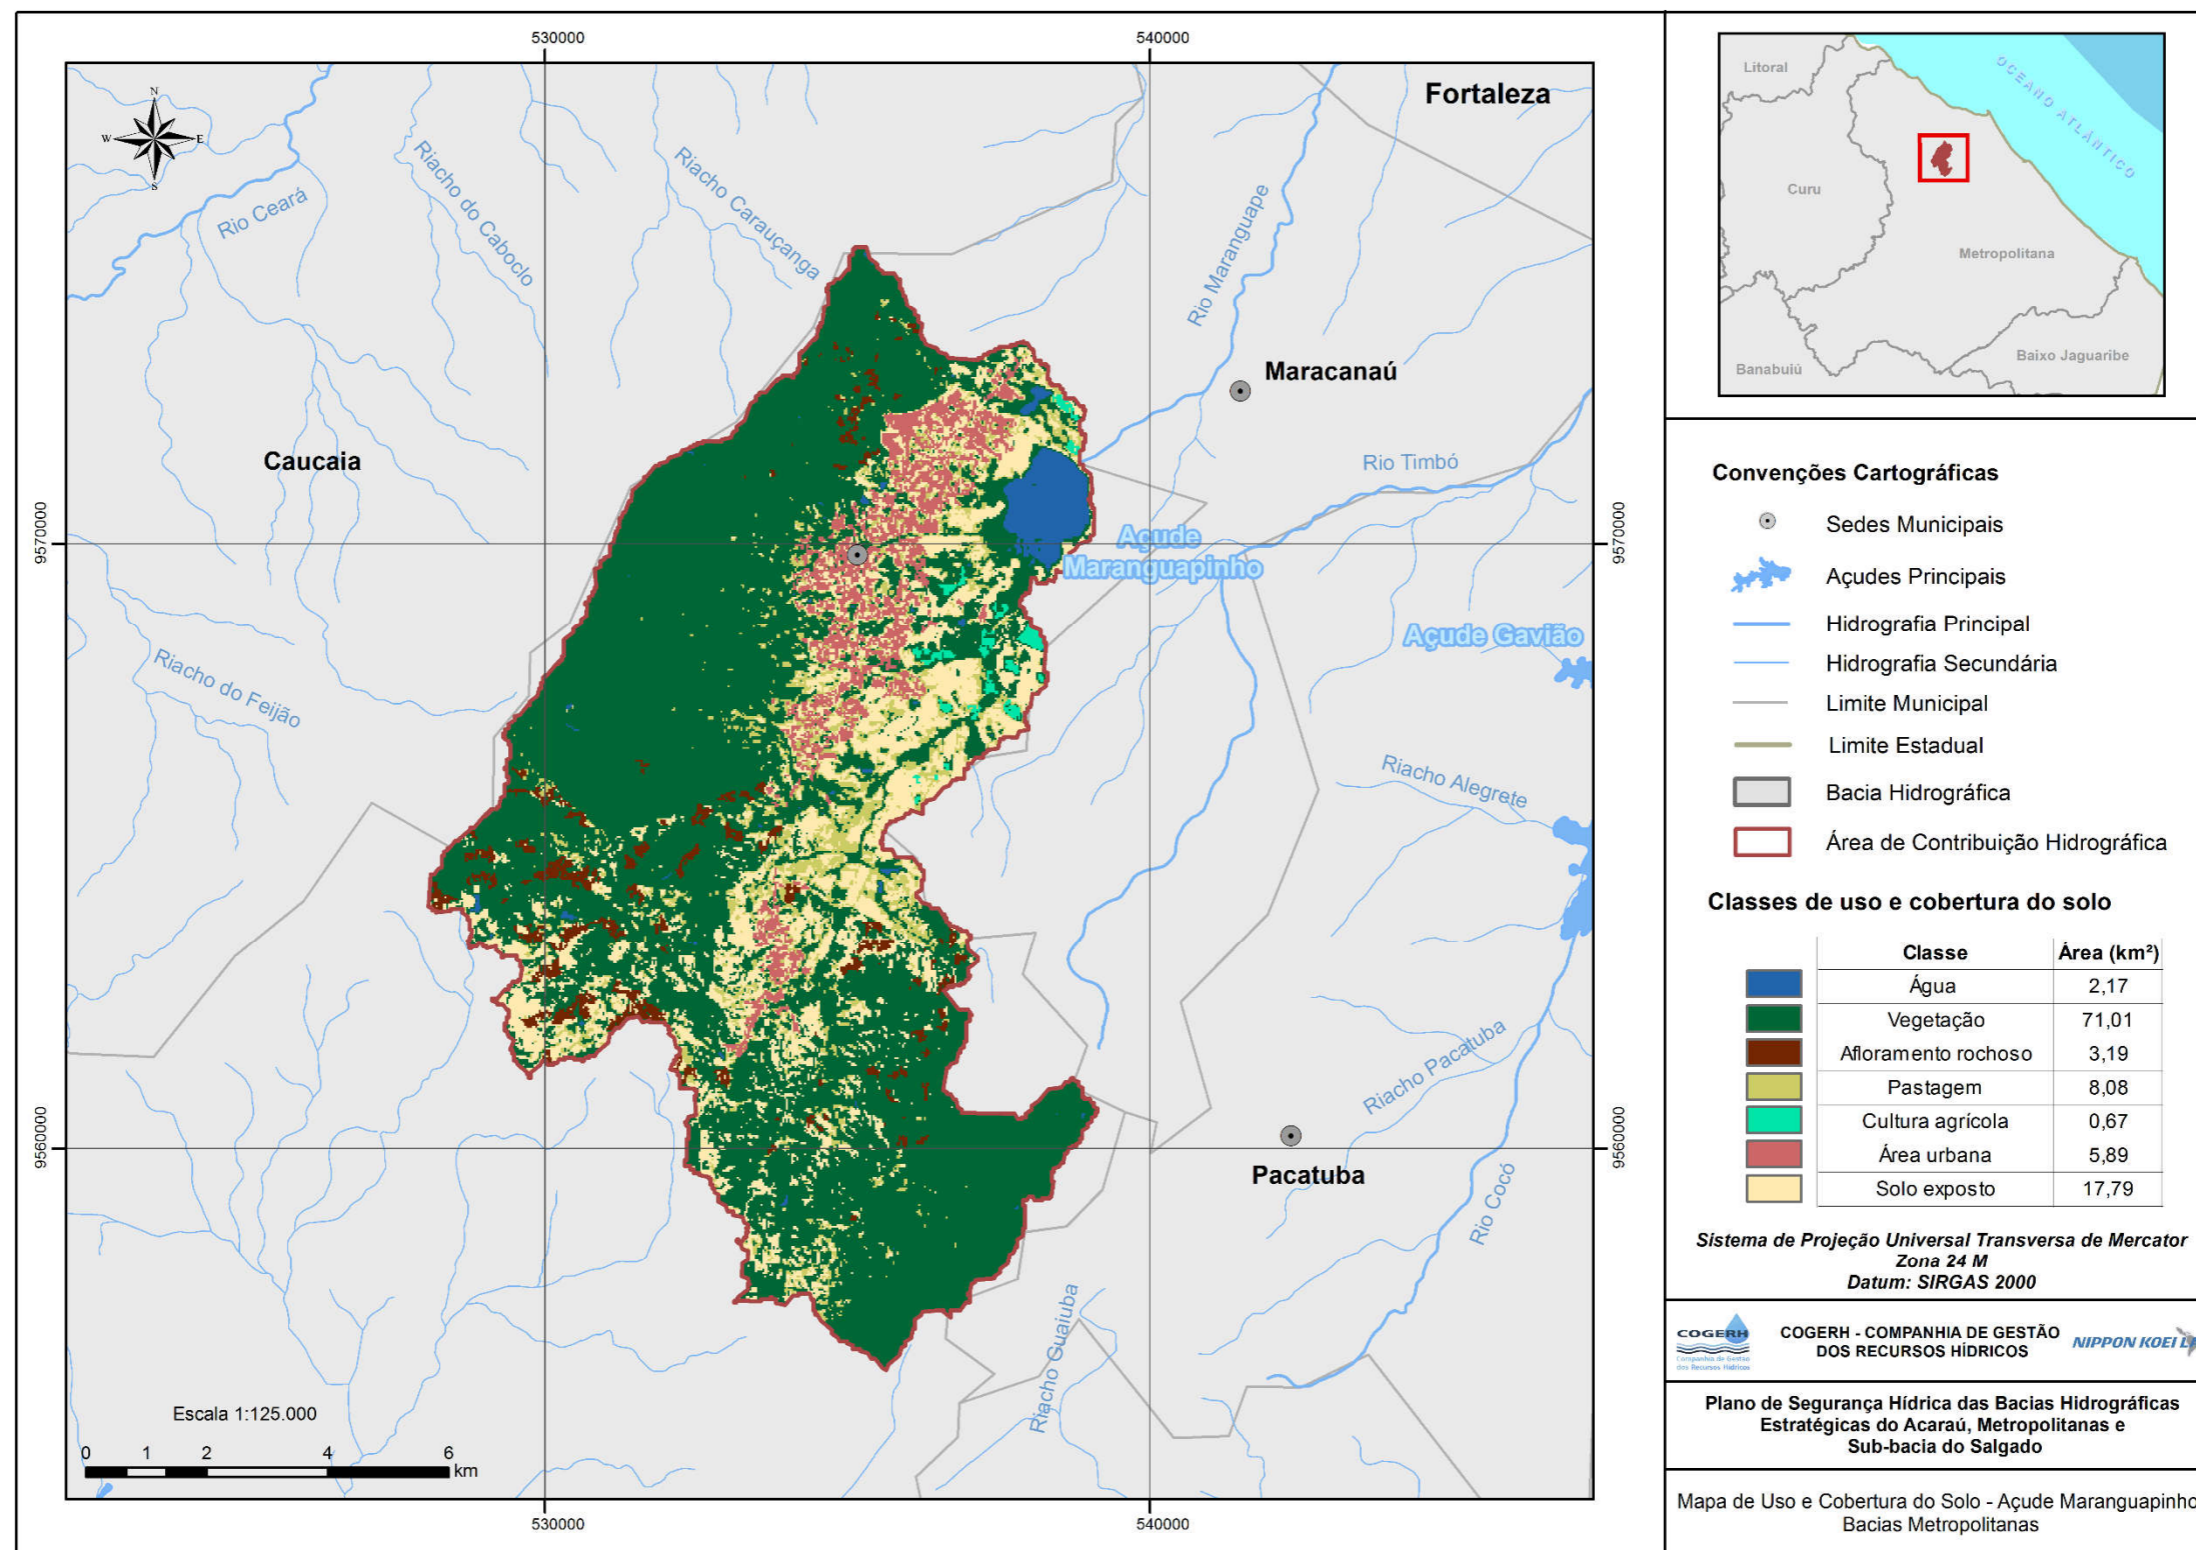 530000
540000
Fortaleza
N
W
E
S
Rio Ceará
Riacho do Caboclo
Riacho Carauçanga
Rio Maranguape
Maracanaú
Caucaia
Rio Timbó
9570000
9570000
Açude
Maranguapinho
Açude Gavião
Riacho do Feijão
Riacho Alegrete
Riacho Pacatuba
9560000
9560000
Pacatuba
Rio Cocó
Riacho Guaiuba
Escala 1:125.000
0 1 2 4 6
km
530000
540000
Litoral
OCEANO ATLÂNTICO
Curu
Metropolitana
Baixo Jaguaribe
Banabuiú
Convenções Cartográficas
Sedes Municipais
Açudes Principais
Hidrografia Principal
Hidrografia Secundária
Limite Municipal
Limite Estadual
Bacia Hidrográfica
Área de Contribuição Hidrográfica
Classes de uso e cobertura do solo
Classe Área (km²)
Água 2,17
Vegetação 71,01
Afloramento rochoso 3,19
Pastagem 8,08
Cultura agrícola 0,67
Área urbana 5,89
Solo exposto 17,79
Sistema de Projeção Universal Transversa de Mercator
Zona 24 M
Datum: SIRGAS 2000
COGERH
Companhia de Gestão
dos Recursos Hídricos
COGERH - COMPANHIA DE GESTÃO
DOS RECURSOS HÍDRICOS
NIPPON KOEI
Plano de Segurança Hídrica das Bacias Hidrográficas
Estratégicas do Acaraú, Metropolitanas e
Sub-bacia do Salgado
Mapa de Uso e Cobertura do Solo - Açude Maranguapinho
Bacias Metropolitanas